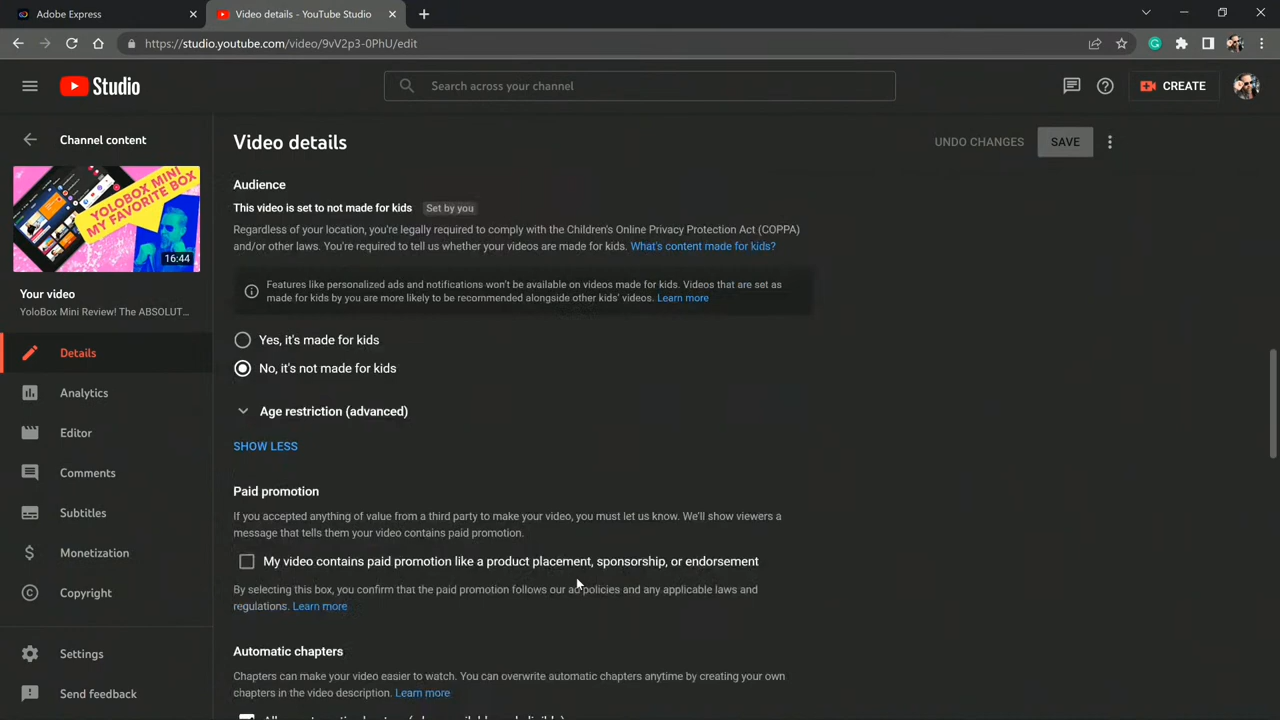 Adobe Express
Video details - YouTube Studio
https://studio.youtube.com/video/9vV2p3-0PhU/edit
Studio
Search across your channel
CREATE
Channel content
YOLOBOX MINI
MY FAVORITE BOX
16:44
Your video
YoloBox Mini Review! The ABSOLUT...
Details
Analytics
Editor
Comments
Subtitles
Monetization
Copyright
Settings
Send feedback
Video details
UNDO CHANGES
SAVE
Audience
This video is set to not made for kids Set by you
Regardless of your location, you're legally required to comply with the Children's Online Privacy Protection Act (COPPA)
and/or other laws. You're required to tell us whether your videos are made for kids. What's content made for kids?
Features like personalized ads and notifications won't be available on videos made for kids. Videos that are set as
made for kids by you are more likely to be recommended alongside other kids' videos. Learn more
Yes, it's made for kids
No, it's not made for kids
Age restriction (advanced)
SHOW LESS
Paid promotion
If you accepted anything of value from a third party to make your video, you must let us know. We'll show viewers a
message that tells them your video contains paid promotion.
My video contains paid promotion like a product placement, sponsorship, or endorsement
By selecting this box, you confirm that the paid promotion follows our ad policies and any applicable laws and
regulations. Learn more
Automatic chapters
Chapters can make your video easier to watch. You can overwrite automatic chapters anytime by creating your own
chapters in the video description. Learn more